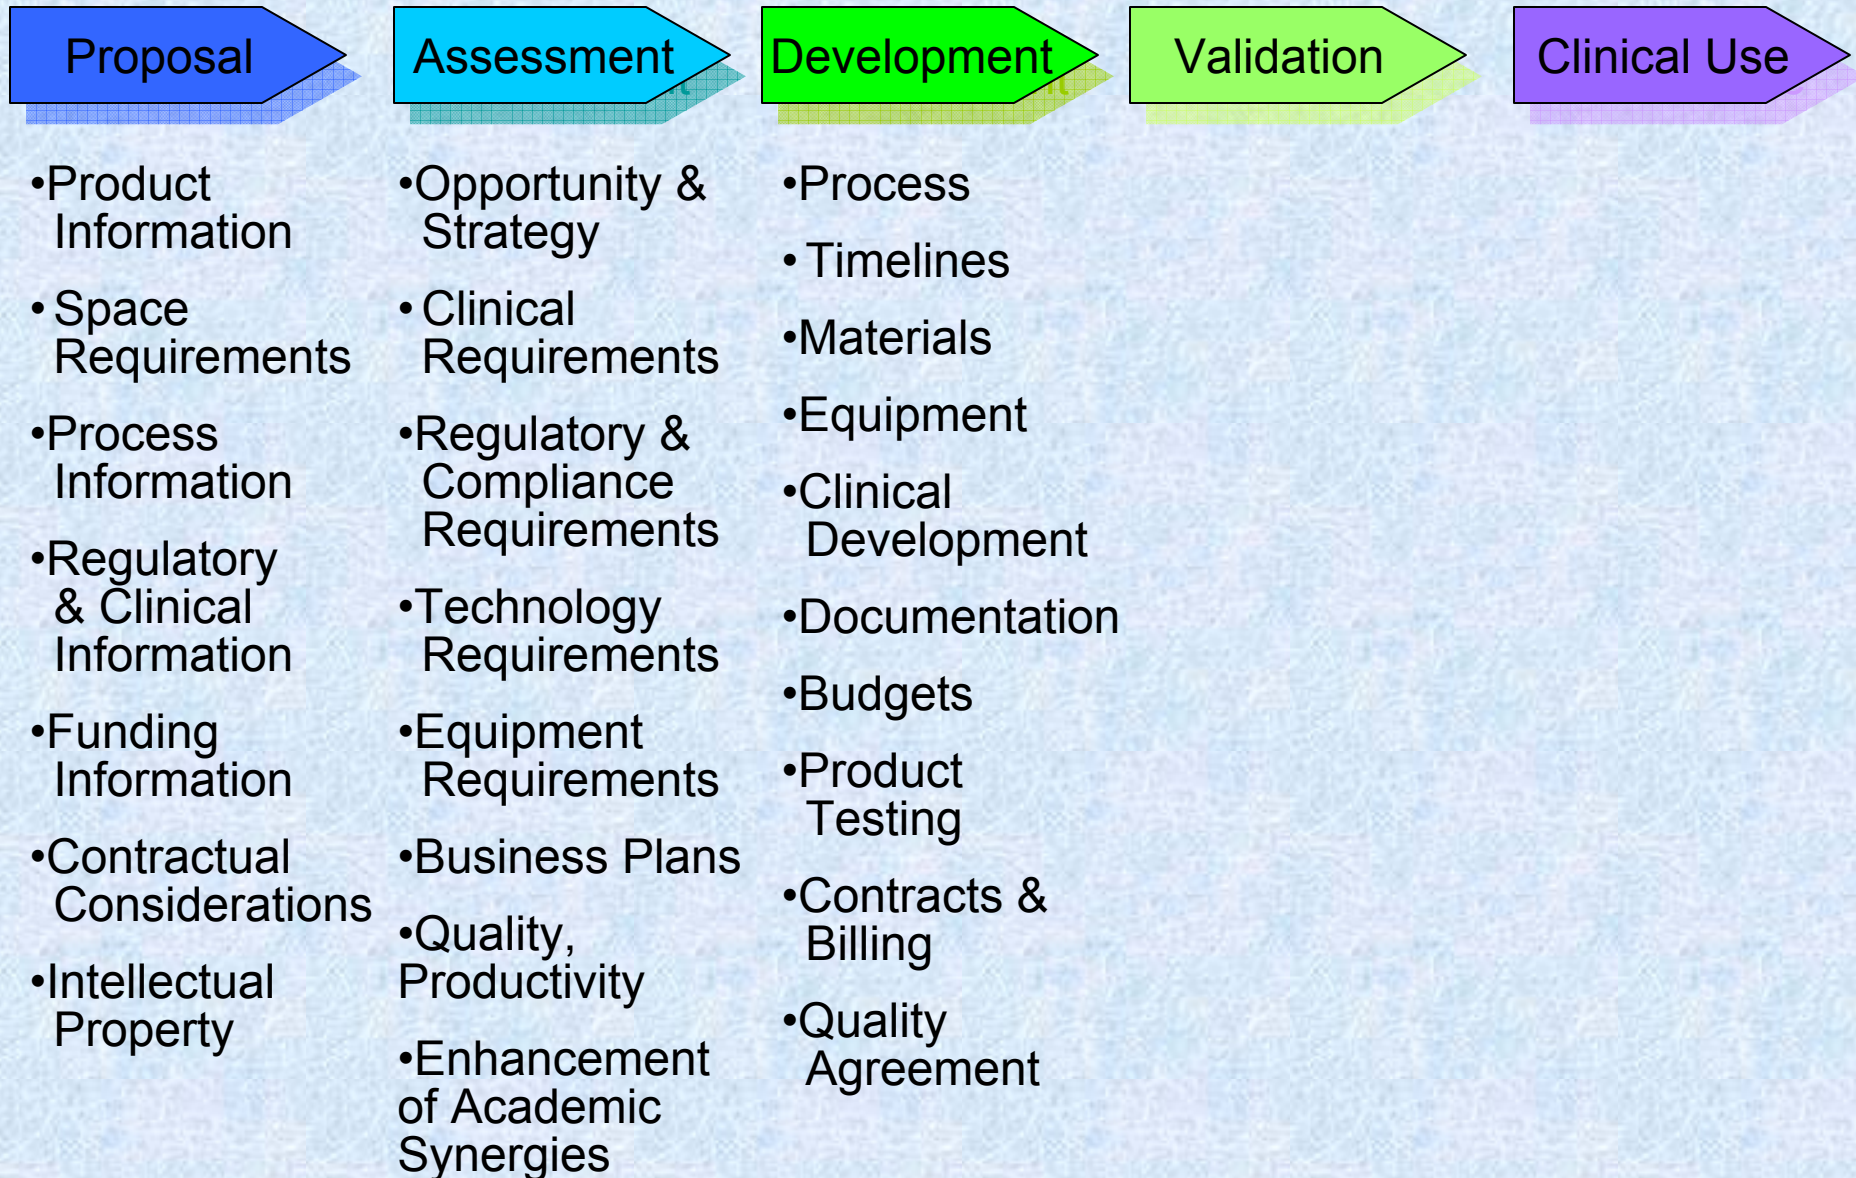 Proposal
Assessment
Development
Validation
Clinical Use
•Product
Information
• Space
Requirements
•Process
Information
•Regulatory
& Clinical
Information
•Funding
Information
•Contractual
Considerations
•Intellectual
Property
•Opportunity &
Strategy
• Clinical
Requirements
•Regulatory &
Compliance
Requirements
•Technology
Requirements
•Equipment
Requirements
•Business Plans
•Quality,
Productivity
•Enhancement
of Academic
Synergies
•Process
• Timelines
•Materials
•Equipment
•Clinical
Development
•Documentation
•Budgets
•Product
Testing
•Contracts &
Billing
•Quality
Agreement